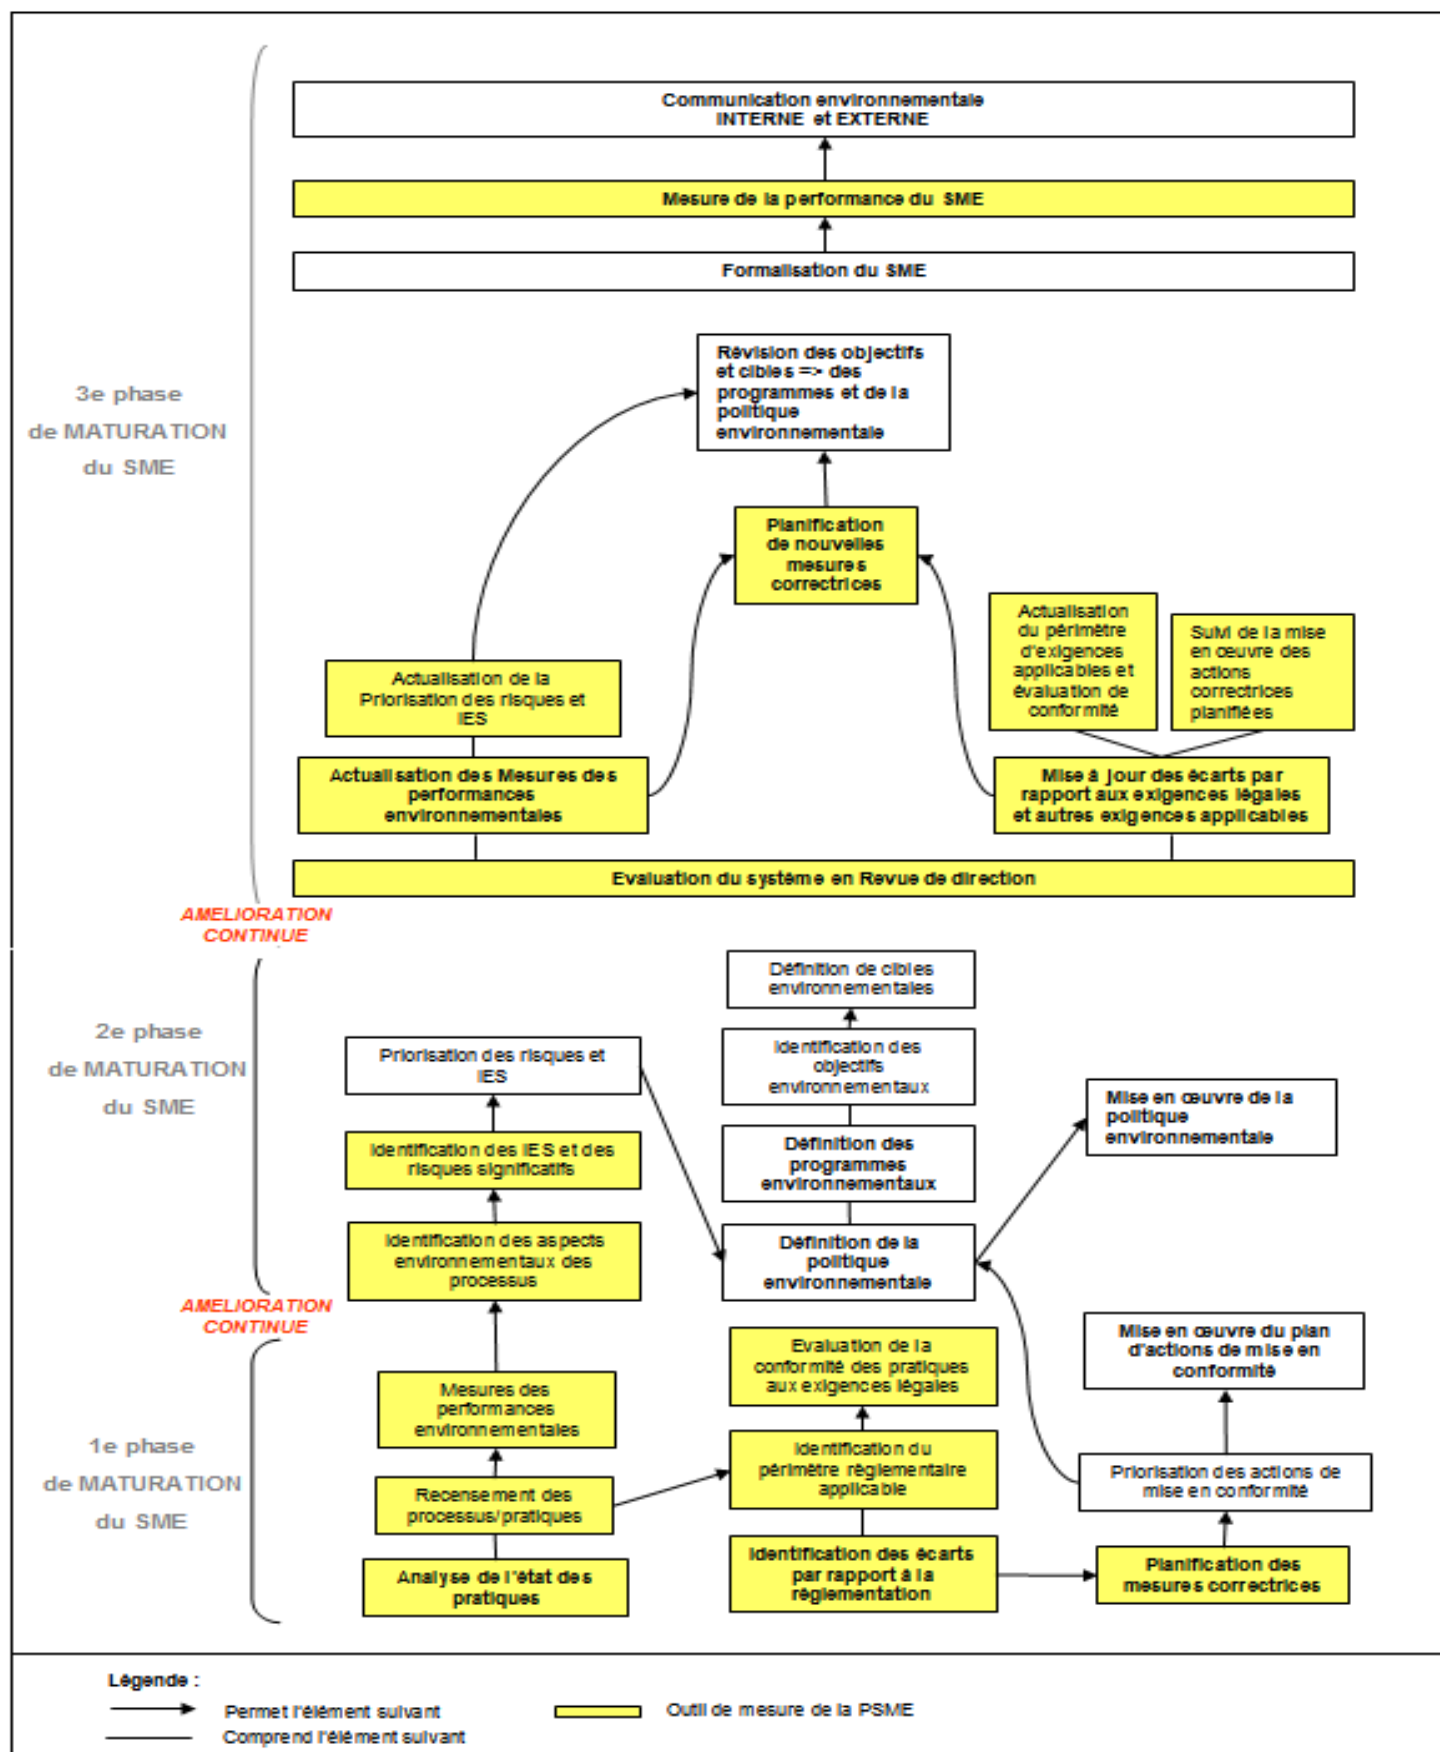 Communication environnementale
INTERNE et EXTERNE
Mesure de la performance du SME
Formalisation du SME
Révision des objectifs
et cibles => des
programmes et de la
politique
environnementale
3e phase
de MATURATION
du SME
Planification
de nouvelles
mesures
correctrices
Actualisation
du périmètre
d'exigences
applicables et
évaluation de
conformité
Suivi de la mise
en œuvre des
actions
correctrices
planifiées
Actualisation de la
Priorisation des risques et
IES
Actualisation des Mesures des
performances
environnementales
Mise à jour des écarts par
rapport aux exigences légales
et autres exigences applicables
Evaluation du système en Revue de direction
AMELIORATION
CONTINUE
Définition de cibles
environnementales
2e phase
de MATURATION
du SME
Priorisation des risques et
IES
Identification des
objectifs
environnementaux
Mise en œuvre de la
politique
environnementale
Identification des IES et des
risques significatifs
Définition des
programmes
environnementaux
Identification des aspects
environnementaux des
processus
Définition de la
politique
environnementale
AMELIORATION
CONTINUE
Mise en œuvre du plan
d'actions de mise en
conformité
Evaluation de la
conformité des pratiques
aux exigences légales
Mesures des
performances
environnementales
1e phase
de MATURATION
du SME
Identification du
périmètre règlementaire
applicable
Priorisation des actions de
mise en conformité
Recensement des
processus/pratiques
Identification des écarts
par rapport à la
règlementation
Planification des
mesures correctrices
Analyse de l'état des
pratiques
Légende :
Permet l'élément suivant
Outil de mesure de la PSME
Comprend l'élément suivant